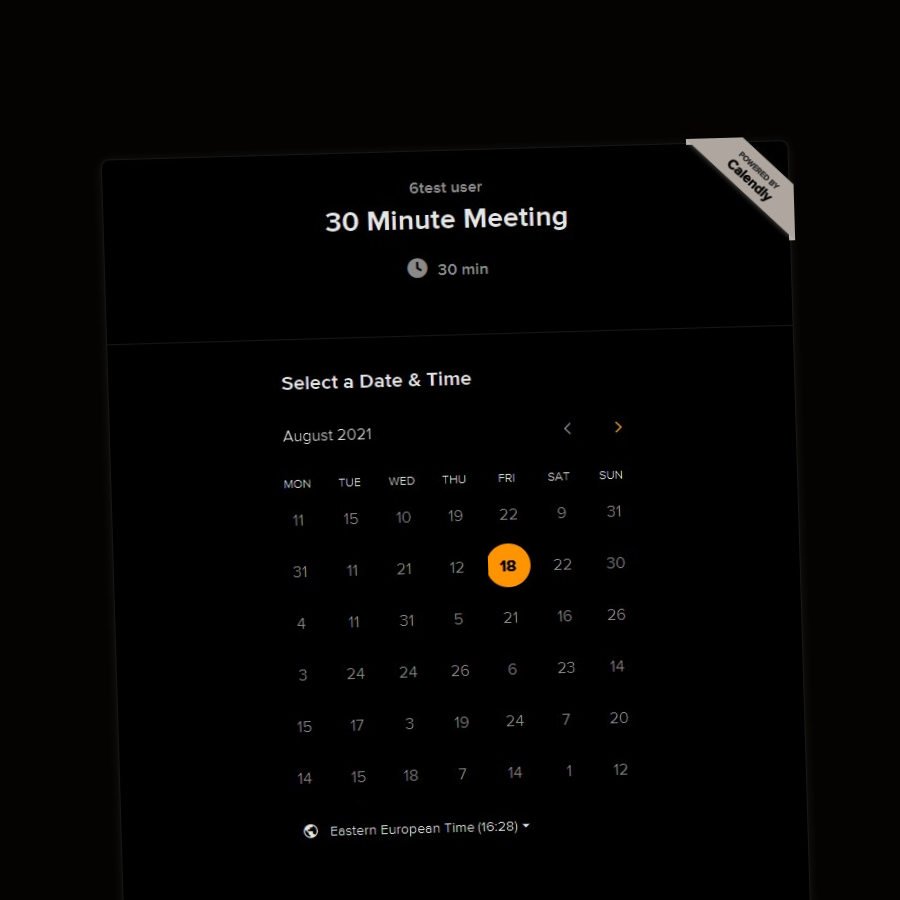 POWERED BY
Calendly
6test user
30 Minute Meeting
30 min
Select a Date & Time
August 2021
MON TUE WED THU FRI SAT SUN
11 15 10 19 22 9 31
31 11 21 12 18 22 30
4 11 31 5 21 16 26
3 24 24 26 6 23 14
15 17 3 19 24 7 20
14 15 18 7 14 1 12
Eastern European Time (16:28)